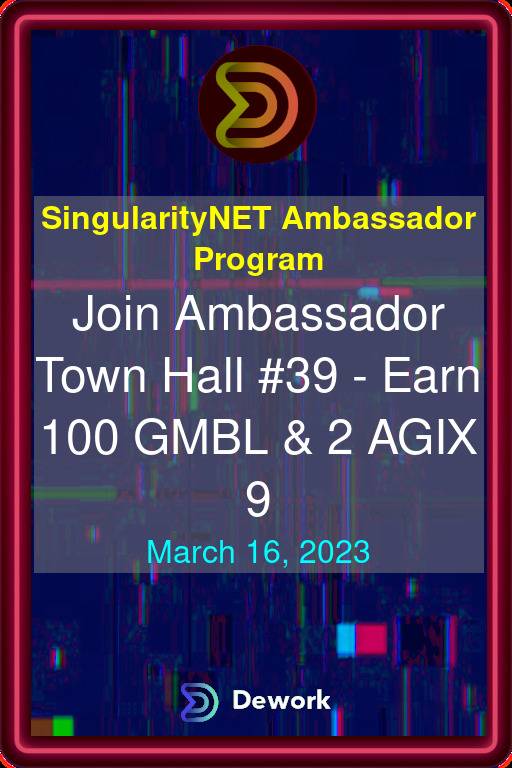 SingularityNET Ambassador
Program
Join Ambassador
Town Hall #39 - Earn
100 GMBL & 2 AGIX
9
March 16, 2023
Dework